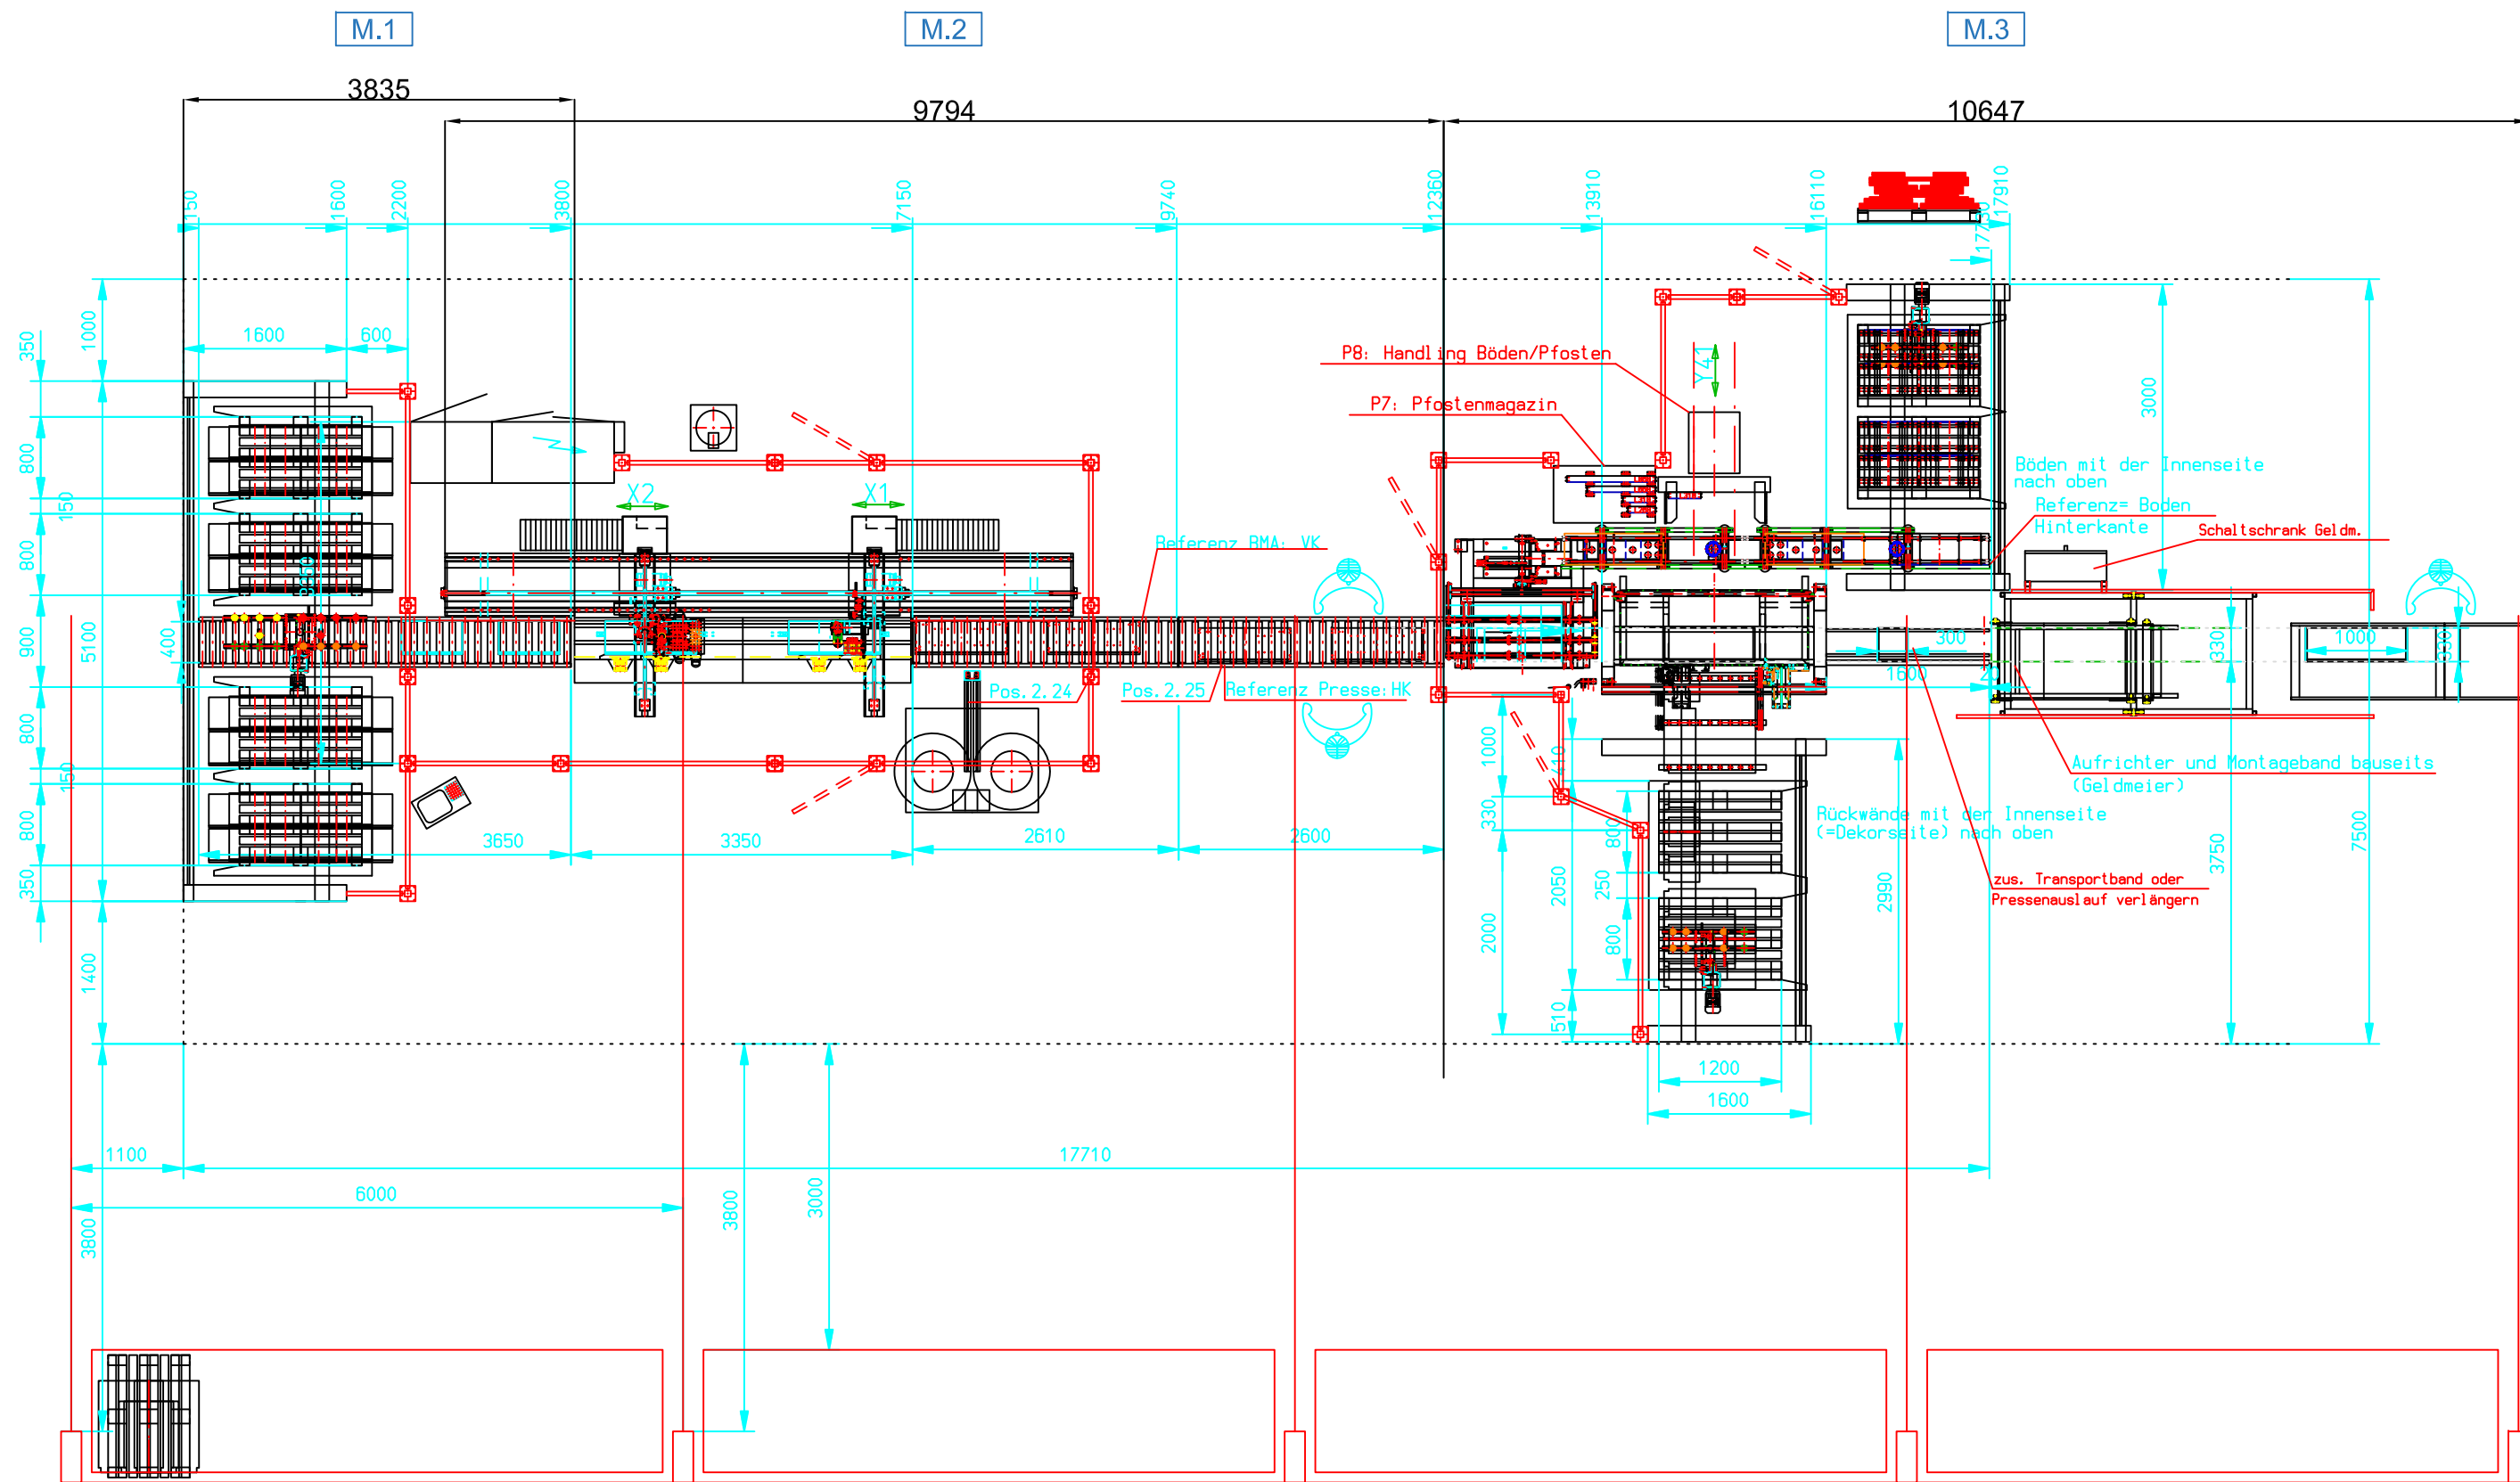 M.1
M.2
M.3
3835
9794
10647
150
1600
2200
3800
7150
9740
12360
13910
16110
17730
17910
1000
350
1600
600
P8: Handling Böden/Pfosten
Y41
P7: Pfostenmagazin
3000
800
150
X2
X1
Böden mit der Innenseite
nach oben
Referenz= Boden
Hinterkante
Schaltschrank Geldm.
Referenz BMA: VK
800
900
400
5100
300
330
1000
330
1600
20
Pos.2.24
Pos.2.25
Referenz Presse:HK
800
150
1000
410
Aufrichter und Montageband bauseits
(Geldmeier)
Rückwände mit der Innenseite
(=Dekorseite) nach oben
800
3650
3350
2610
2600
330
800
3750
7500
350
2050
250
2990
zus. Transportband oder
Pressenauslauf verlängern
1400
2000
800
510
1200
1600
1100
17710
6000
3800
3800
3000